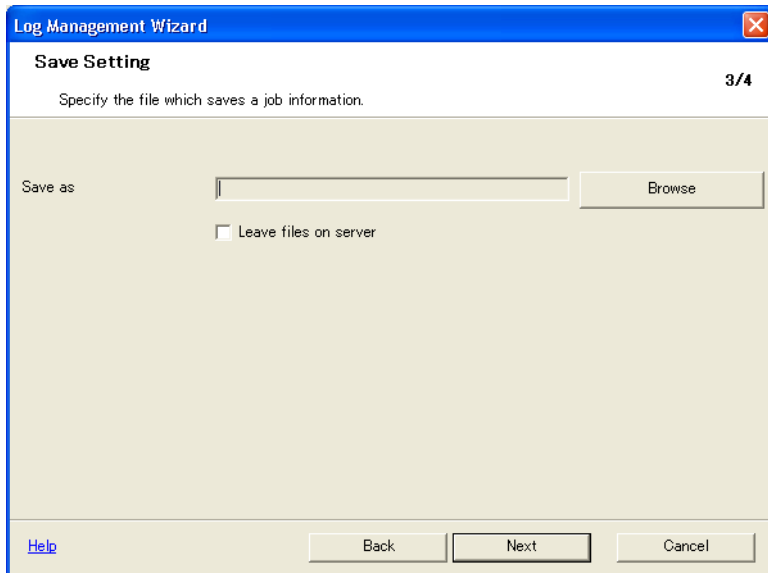 Log Management Wizard
Save Setting
3/4
Specify the file which saves a job information.
Save as
Browse
Leave files on server
Help
Back
Next
Cancel